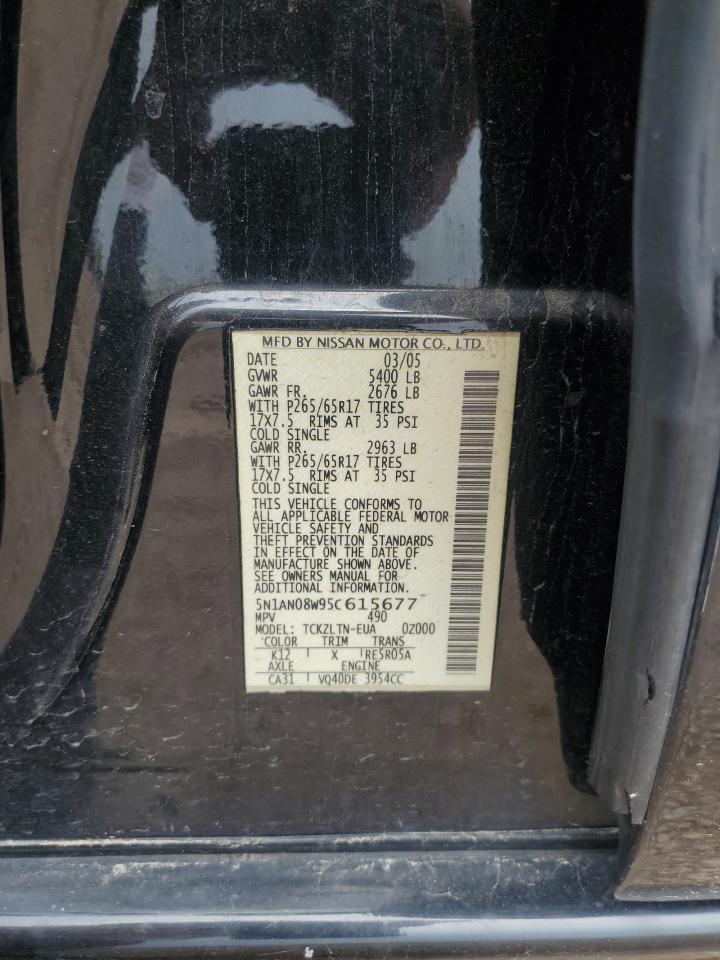 MFD BY NISSAN MOTOR CO., LTD.
DATE 03/05
GVWR 5400 LB
GAWR FR. 2676 LB
WITH P265/65R17 TIRES
17X7.5 RIMS AT 35 PSI
COLD SINGLE
GAWR RR. 2963 LB
WITH P265/65R17 TIRES
17X7.5 RIMS AT 35 PSI
COLD SINGLE
THIS VEHICLE CONFORMS TO
ALL APPLICABLE FEDERAL MOTOR
VEHICLE SAFETY AND
THEFT PREVENTION STANDARDS
IN EFFECT ON THE DATE OF
MANUFACTURE SHOWN ABOVE.
SEE OWNERS MANUAL FOR
ADDITIONAL INFORMATION.
5N1AN08W95C615677
MPV 490
MODEL: TCKZLTN-EUA 0Z000
COLOR TRIM TRANS
K12 X RE5R05A
AXLE ENGINE
CA31 VQ40DE 3954CC